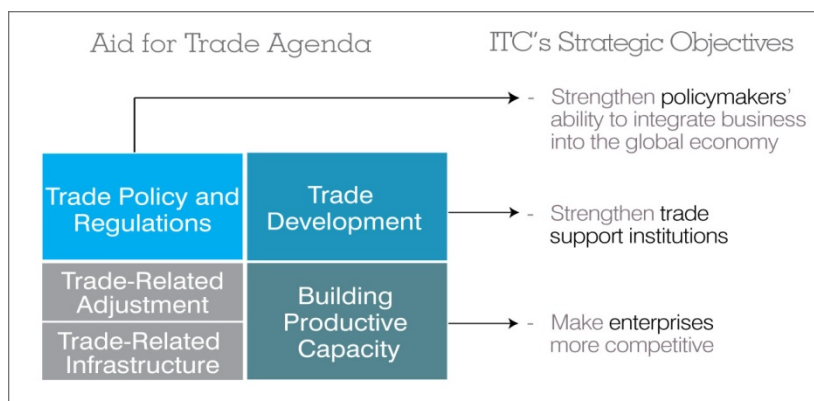 Aid for Trade Agenda
ITC's Strategic Objectives
- Strengthen policymakers'
ability to integrate business
into the global economy
Trade Policy and
Regulations
Trade
Development
- Strengthen trade
support institutions
Trade-Related
Adjustment
Trade-Related
Infrastructure
Building
Productive
Capacity
- Make enterprises
more competitive